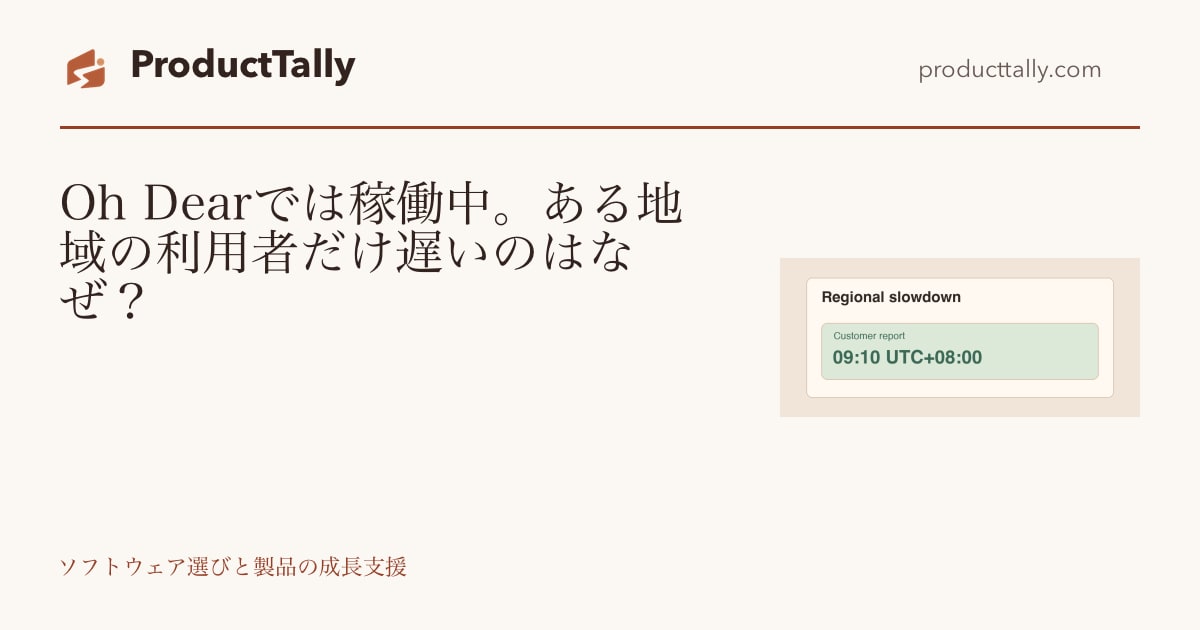 ProductTally
producttally.com
Oh Dearでは稼働中。ある地
域の利用者だけ遅いのはな
ぜ？
Regional slowdown
Customer report
09:10 UTC+08:00
ソフトウェア選びと製品の成長支援